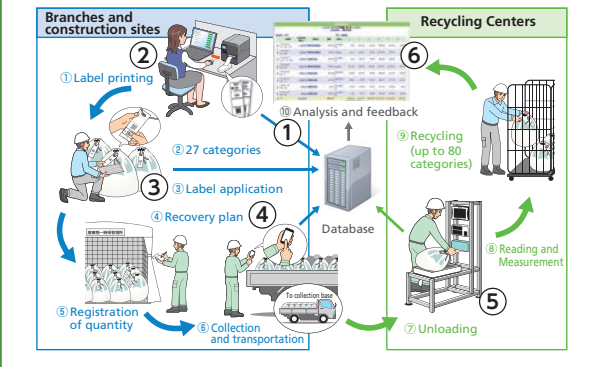 Branches and
construction sites
Recycling Centers
②
⑥
① Label printing
⑩ Analysis and feedback
①
⑨ Recycling
(up to 80
categories)
② 27 categories
③
③ Label application
④ Recovery plan
④
Database
⑧ Reading and
Measurement
To collection base
⑤
⑤ Registration
of quantity
⑥ Collection
and transportation
⑦ Unloading